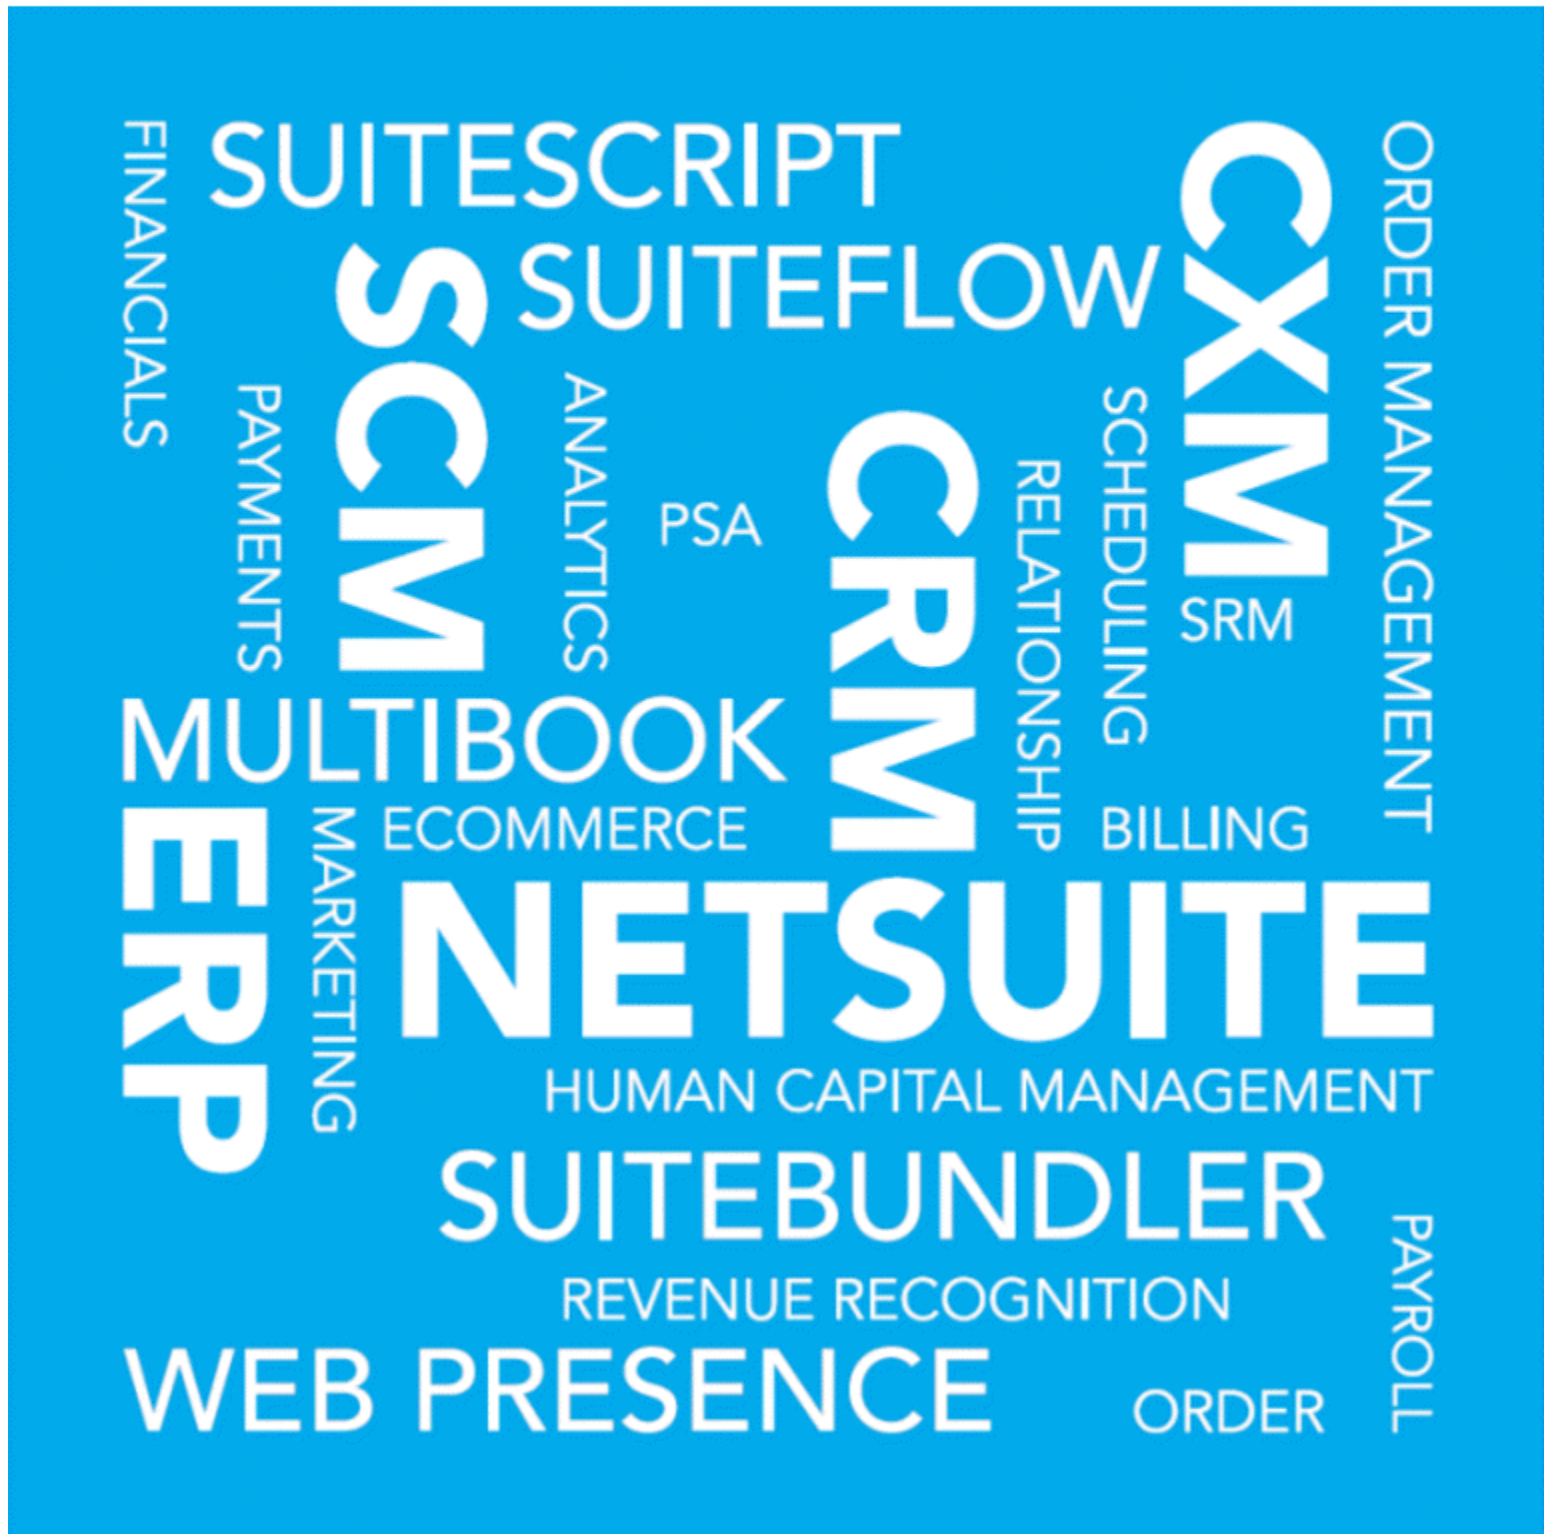 FINANCIALS
SUITESCRIPT
CXM
ORDER MANAGEMENT
SCM
SUITEFLOW
PAYMENTS
ANALYTICS
PSA
CRM
RELATIONSHIP
SCHEDULING
SRM
MULTIBOOK
ERP
MARKETING
ECOMMERCE
BILLING
NETSUITE
HUMAN CAPITAL MANAGEMENT
SUITEBUNDLER
PAYROLL
REVENUE RECOGNITION
WEB PRESENCE
ORDER